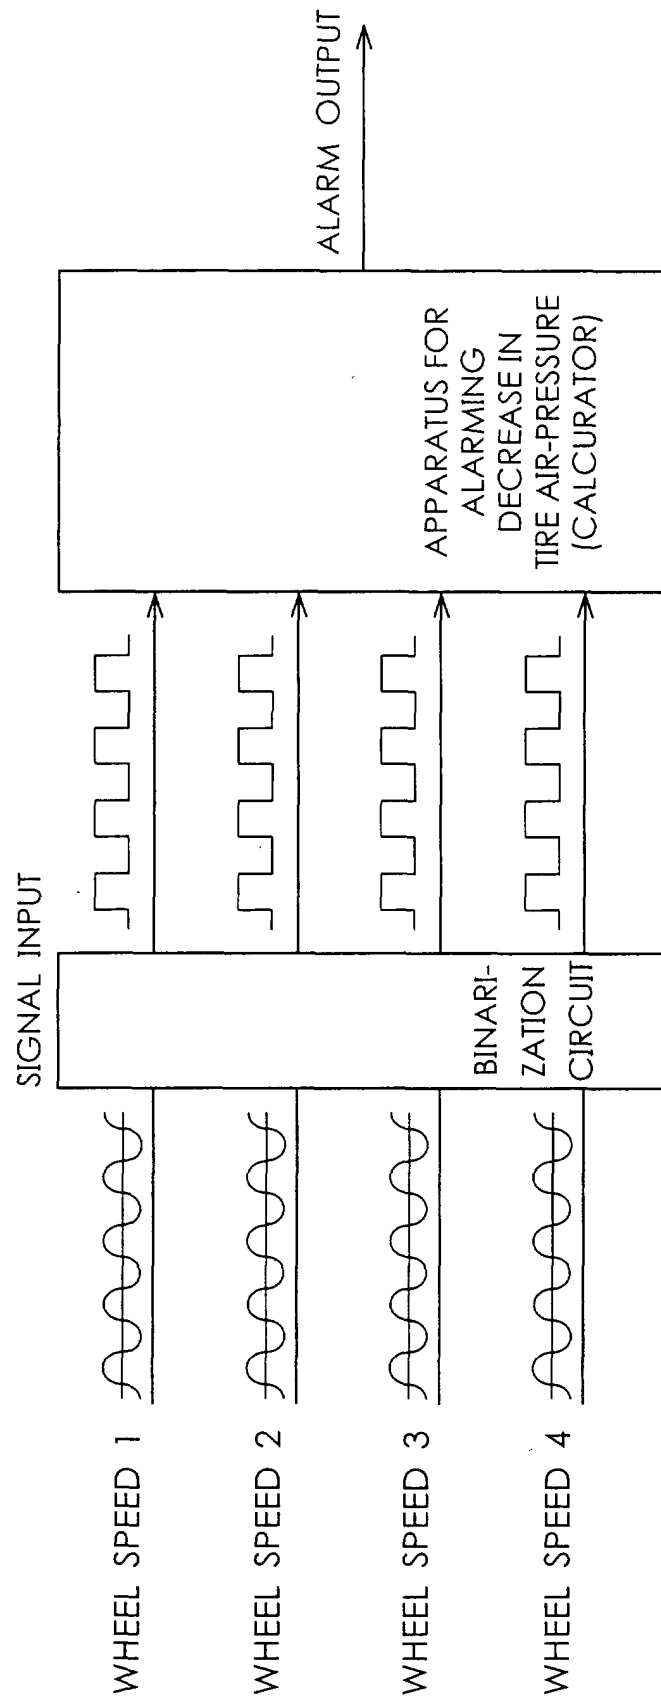 SIGNAL INPUT
WHEEL SPEED 1
WHEEL SPEED 2
WHEEL SPEED 3
WHEEL SPEED 4
BINARI-
ZATION
CIRCUIT
APPARATUS FOR
ALARMING
DECREASE IN
TIRE AIR-PRESSURE
(CALCURATOR)
ALARM OUTPUT